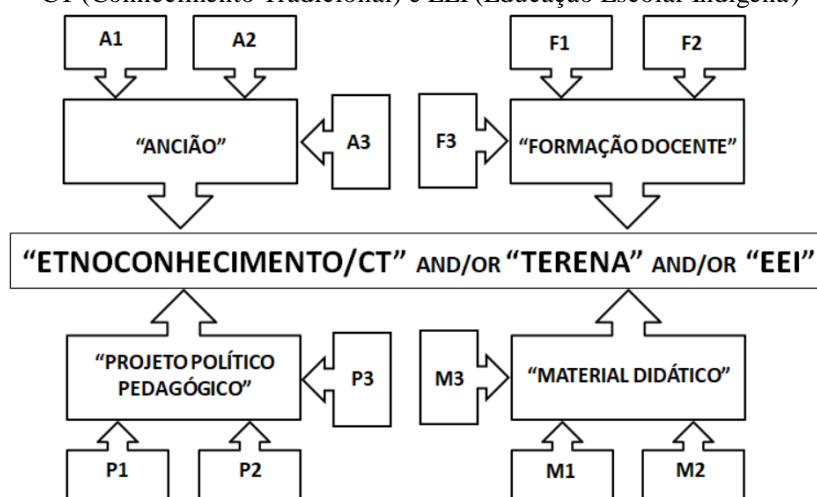 CT (Conhecimento Tradicional) e EEI (Educação Escolar Indígena)
A1 A2 F1 F2
"ANCIÃO" A3 F3 "FORMAÇÃO DOCENTE"
"ETNOCONHECIMENTO/CT" AND/OR "TERENA" AND/OR "EEI"
"PROJETO POLÍTICO
PEDAGÓGICO" P3 M3 "MATERIAL DIDÁTICO"
P1 P2 M1 M2